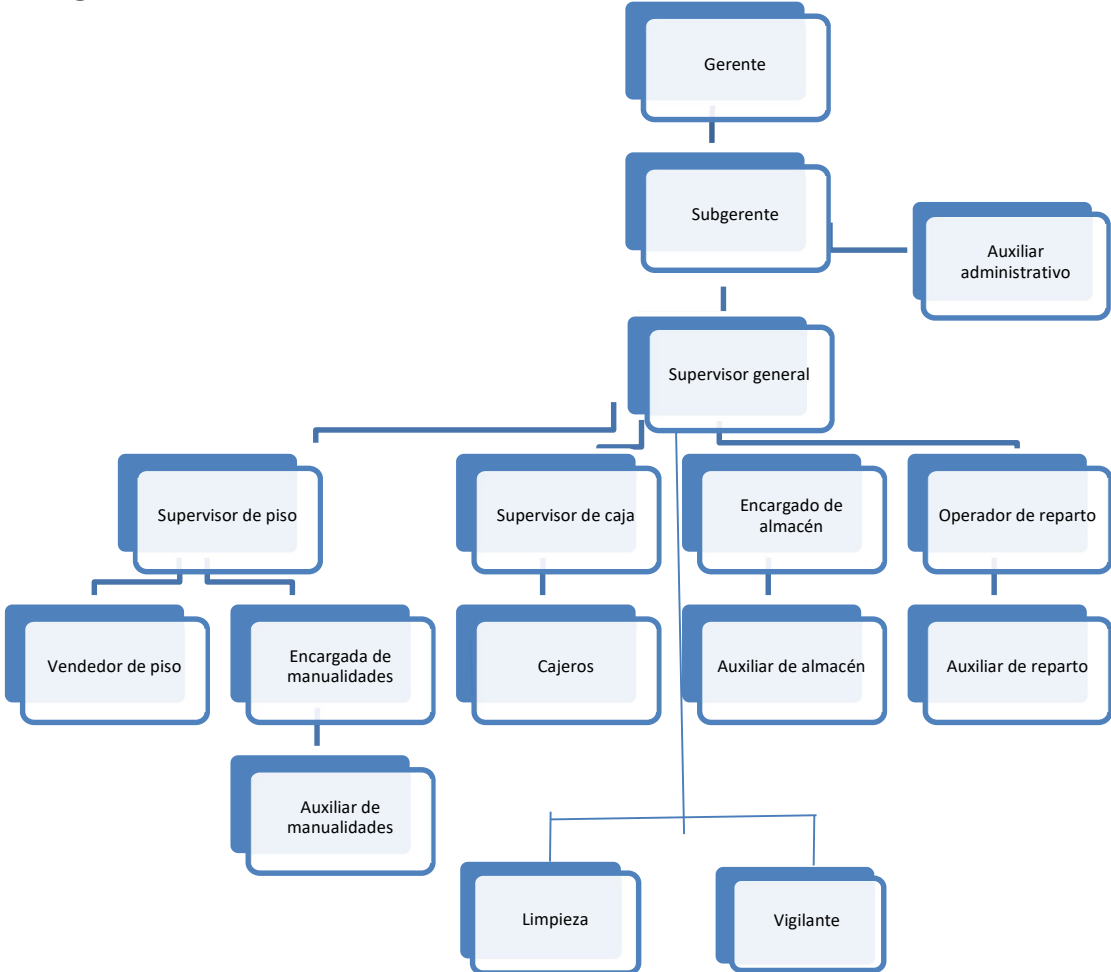 Gerente
Subgerente
Auxiliar
administrativo
Supervisor general
Supervisor de piso
Supervisor de caja
Encargado de
almacén
Operador de reparto
Vendedor de piso
Encargada de
manualidades
Cajeros
Auxiliar de almacén
Auxiliar de reparto
Auxiliar de
manualidades
Limpieza
Vigilante